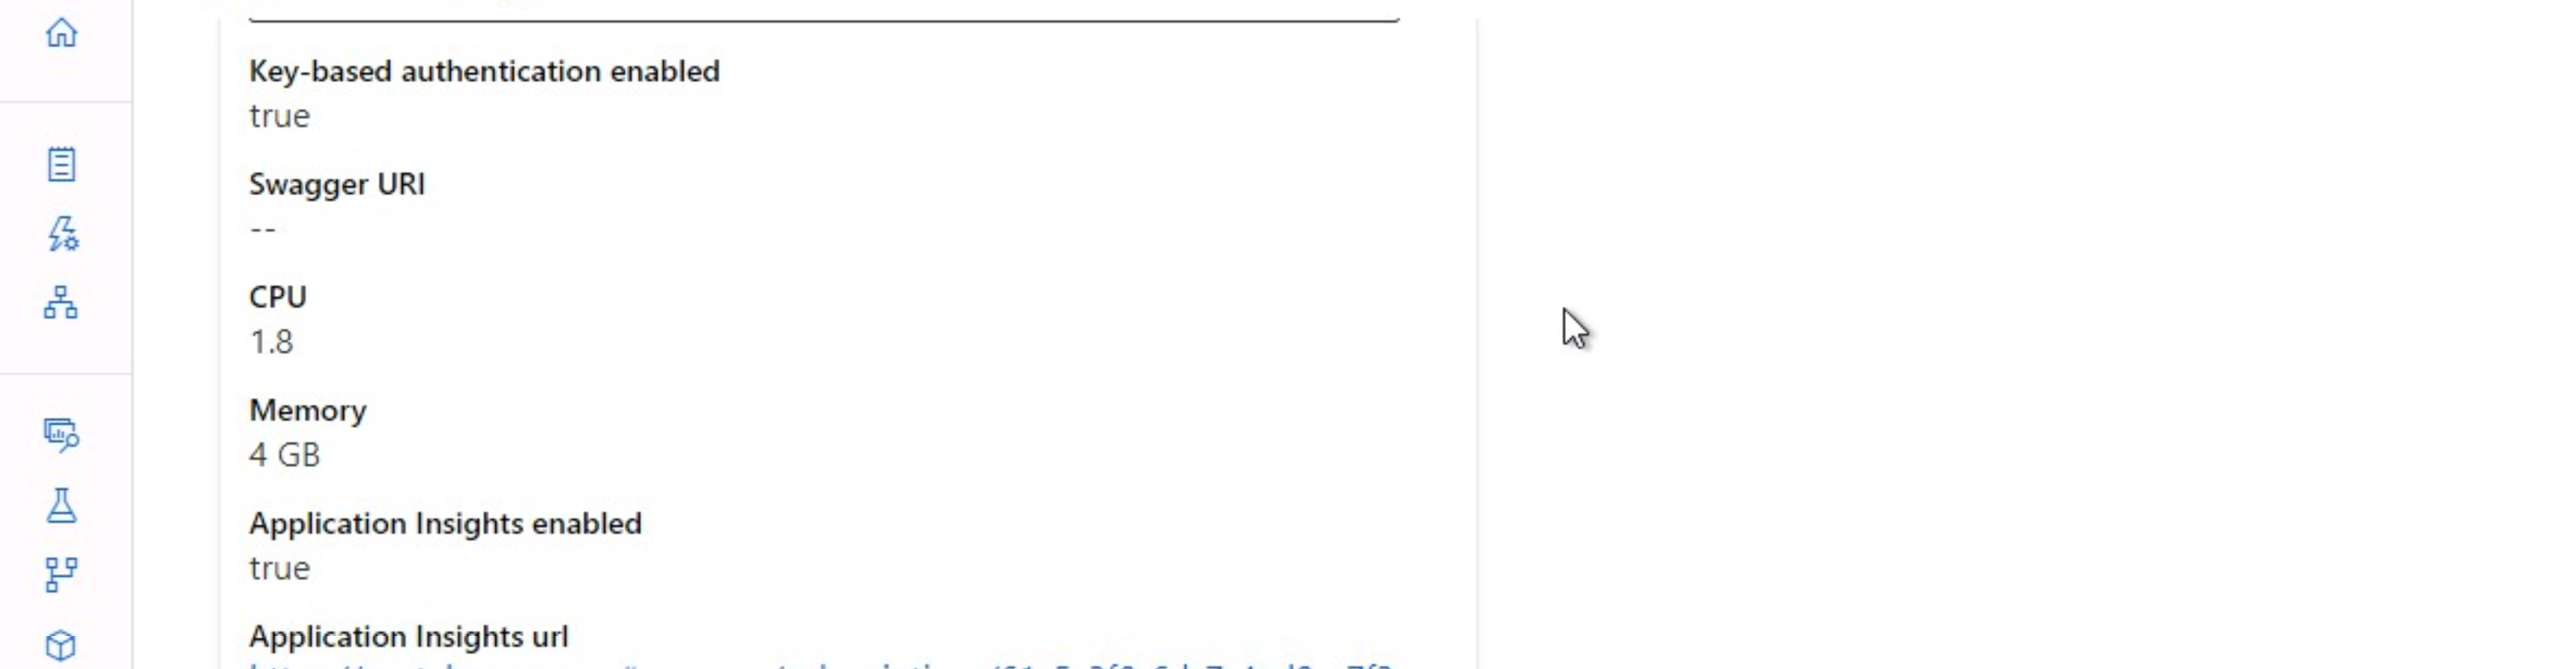 Key-based authentication enabled
true
Swagger URI
--
CPU
1.8
Memory
4 GB
Application Insights enabled
true
Application Insights url